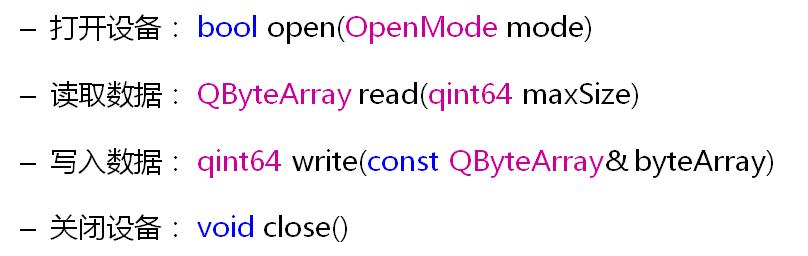 – 打开设备： bool open(OpenMode mode)
– 读取数据： QByteArray read(qint64 maxSize)
– 写入数据： qint64 write(const QByteArray& byteArray)
– 关闭设备： void close()